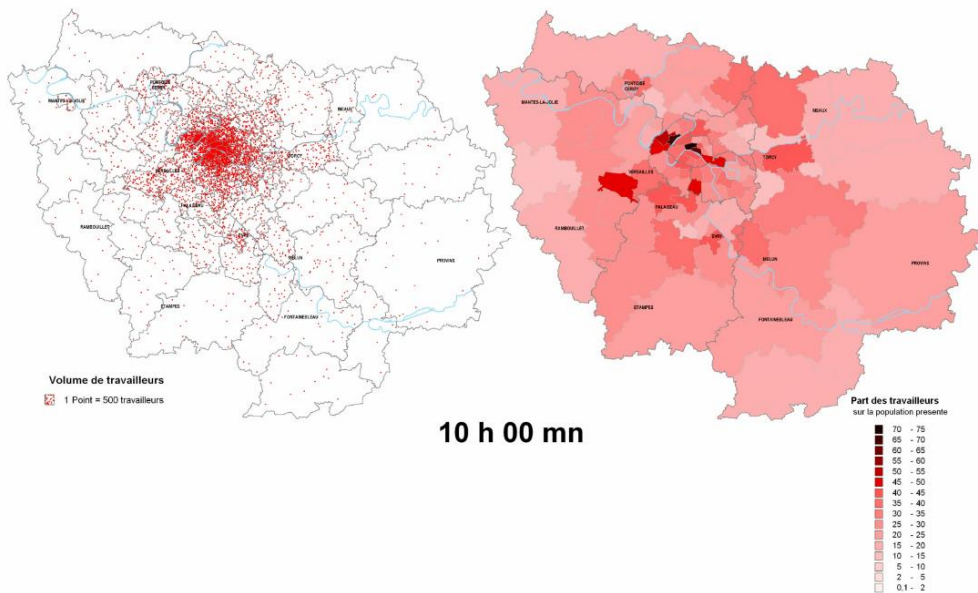 PONTOISE
CERGY
MANTES-LA-JOLIE
MEAUX
TORCY
VERSAILLES
PALAISEAU
RAMBOUILLET
EVRY
MELUN
PROVINS
ETAMPES
FONTAINEBLEAU
PONTOISE
CERGY
MANTES-LA-JOLIE
MEAUX
TORCY
VERSAILLES
PALAISEAU
RAMBOUILLET
EVRY
MELUN
PROVINS
ETAMPES
FONTAINEBLEAU
Volume de travailleurs
1 Point = 500 travailleurs
10 h 00 mn
Part des travailleurs
sur la population presente
70 - 75
65 - 70
60 - 65
55 - 60
50 - 55
45 - 50
40 - 45
35 - 40
30 - 35
25 - 30
20 - 25
15 - 20
10 - 15
5 - 10
2 - 5
0,1 - 2